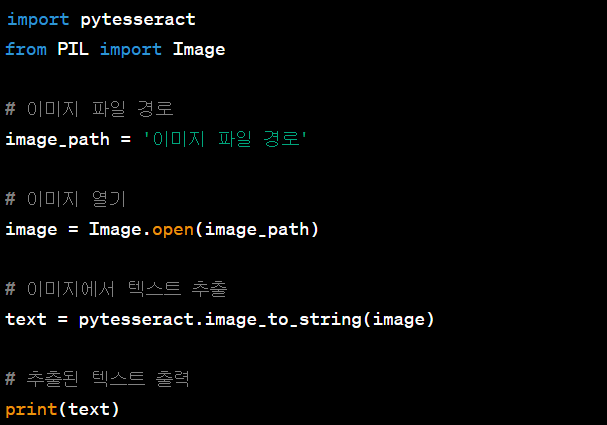 import pytesseract
from PIL import Image
# 이미지 파일 경로
image_path = '이미지 파일 경로'
# 이미지 열기
image = Image.open(image_path)
# 이미지에서 텍스트 추출
text = pytesseract.image_to_string(image)
# 추출된 텍스트 출력
print(text)